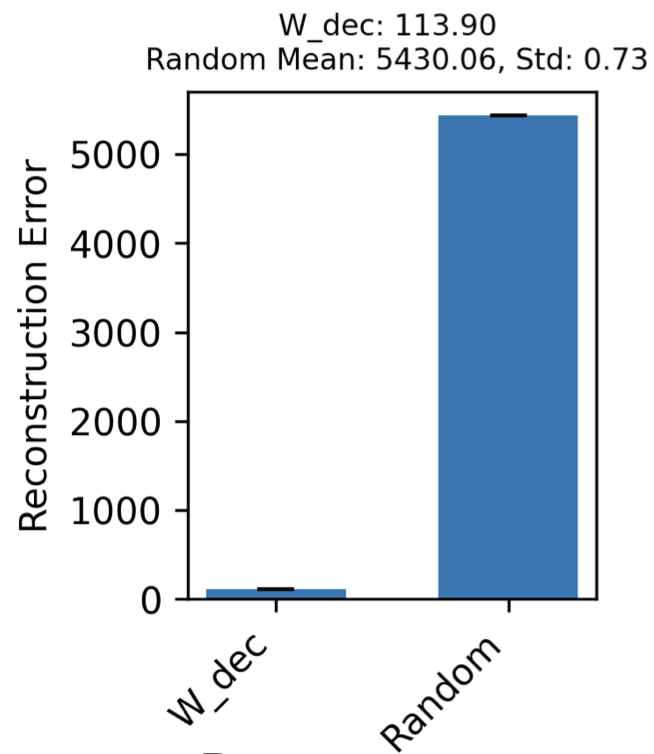 W_dec: 113.90
Random Mean: 5430.06, Std: 0.73
Reconstruction Error
5000
4000
3000
2000
1000
0
W_dec
Random